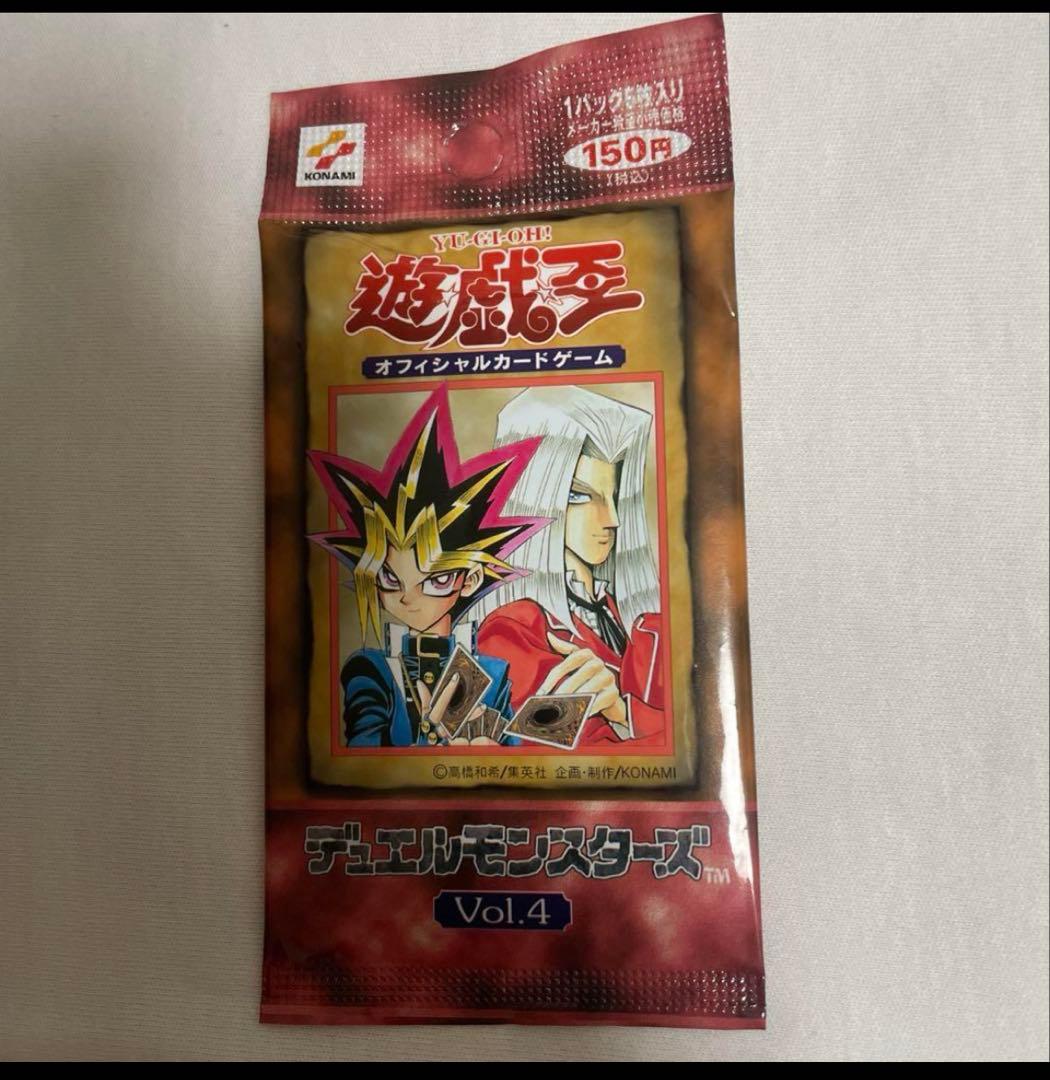 KONAMI
1パック5枚入り
メーカー希望小売価格
150円
(税込)
YU-GI-OH!
遊戯王
オフィシャルカードゲーム
©高橋和希/集英社 企画・制作/KONAMI
デュエルモンスターズ™
Vol.4